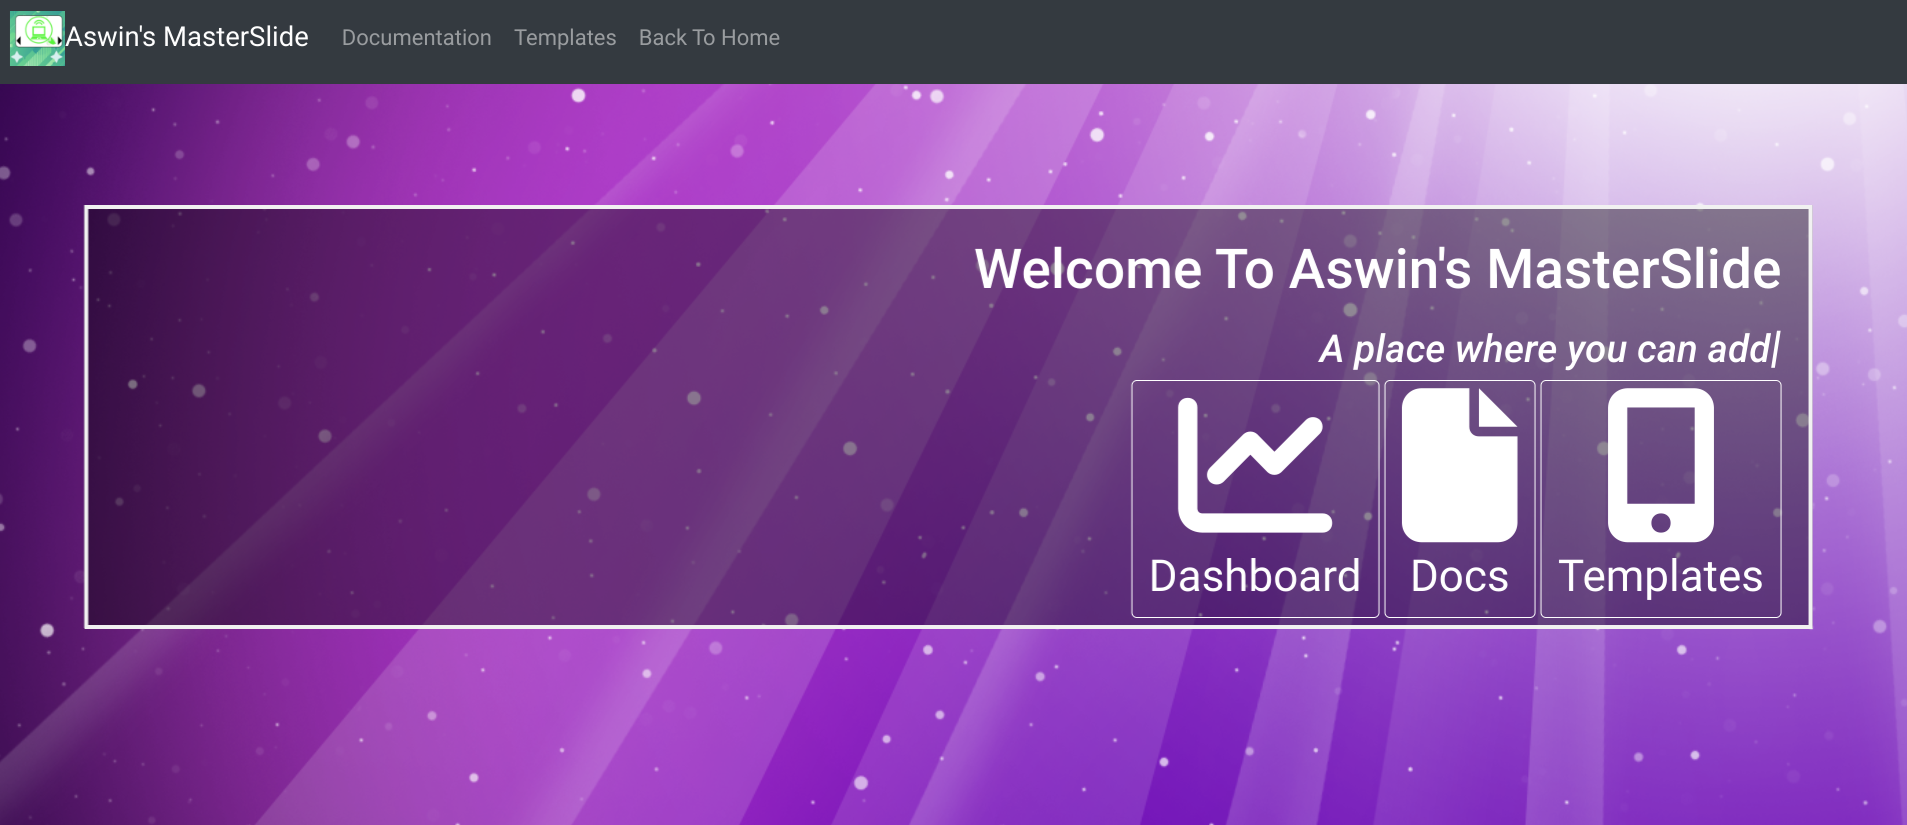 Aswin's MasterSlide Documentation Templates Back To Home
Welcome To Aswin's MasterSlide
A place where you can add|
Dashboard Docs Templates